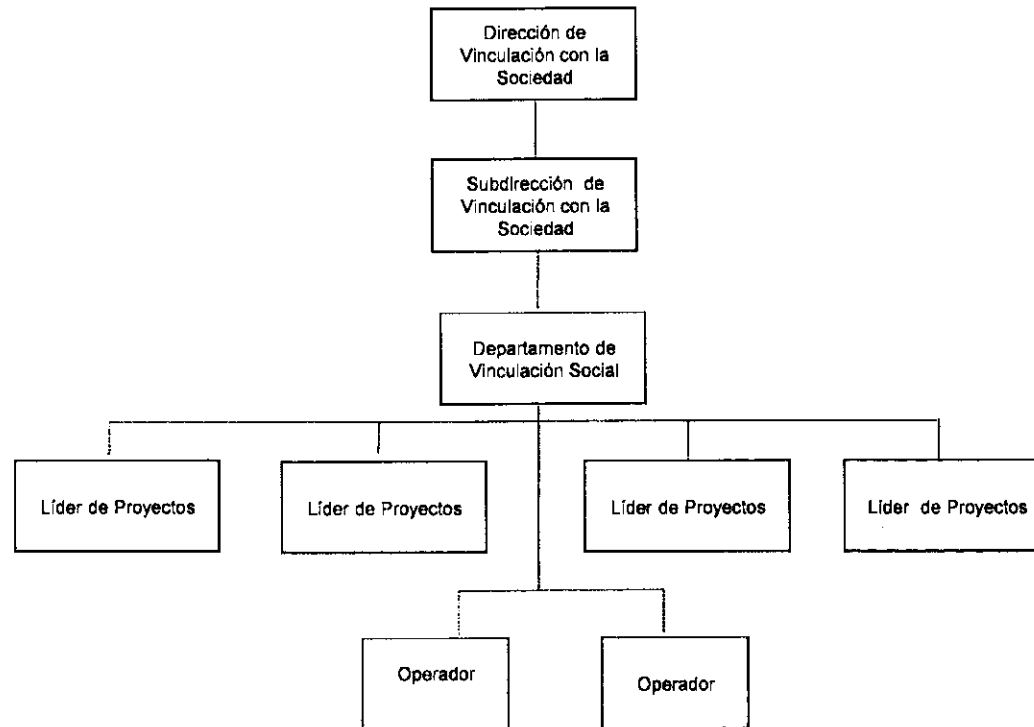 Dirección de
Vinculación con la
Sociedad
Subdirección de
Vinculación con la
Sociedad
Departamento de
Vinculación Social
Líder de Proyectos
Líder de Proyectos
Líder de Proyectos
Líder de Proyectos
Operador
Operador